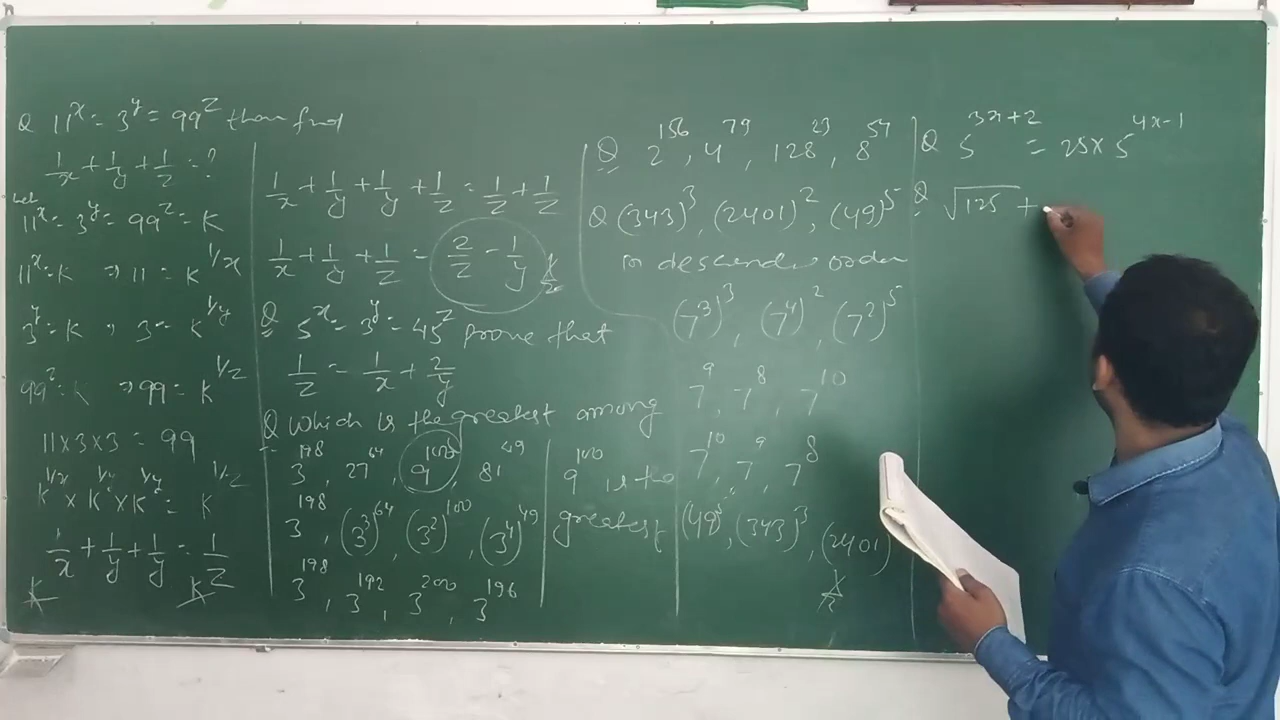 Q 11^x = 3^y = 99^z then find
1/x + 1/y + 1/z = ?
Let
11^x = 3^y = 99^z = K
11^x = K ⇒ 11 = K^1/x
3^y = K , 3 = K^1/y
99^z = K ⇒ 99 = K^1/z
11 x 3 x 3 = 99
K^1/x x K^1/y x K^1/y = K^1/z
1/x + 1/y + 1/y = 1/z
1/x + 1/y + 1/y + 1/z = 1/z + 1/z
1/x + 1/y + 1/z = 2/z - 1/y
Q 5^x = 3^y = 45^z prove that
1/z = 1/x + 2/y
Q Which is the greatest among
3^198, 27^64, 9^100, 81^49
3^198, (3^3)^64, (3^2)^100, (3^4)^49
3^198, 3^192, 3^200, 3^196
9^100 is the
greatest
Q 2^156, 4^79, 128^23, 8^57
Q (343)^3, (2401)^2, (49)^5
in descendin order
(7^3)^3, (7^4)^2, (7^2)^5
7^9, 7^8, 7^10
7^10, 7^9, 7^8
(49)^5, (343)^3, (2401)
Q 5^3x+2 = 25 x 5^4x-1
Q √125 +